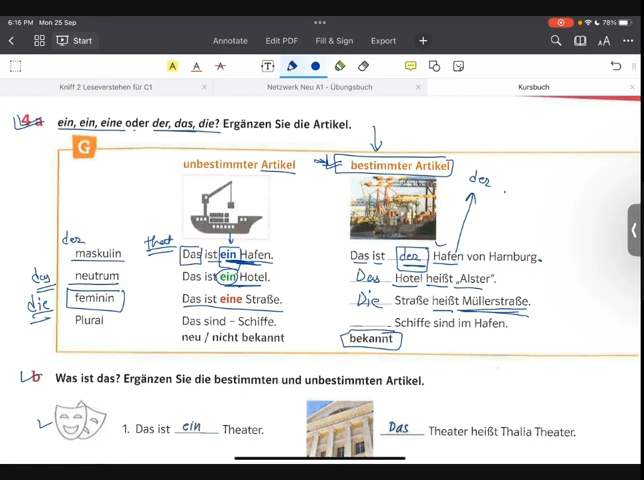 6:16 PM Mon 25 Sep
78%
Start
Annotate Edit PDF Fill & Sign Export
Kniff 2 Leseverstehen für C1
Netzwerk Neu A1 - Übungsbuch
Kursbuch
4 a ein, ein, eine oder der, das, die? Ergänzen Sie die Artikel.
G
unbestimmter Artikel bestimmter Artikel
der
der
that
maskulin Das ist ein Hafen. Das ist der Hafen von Hamburg.
das neutrum Das ist ein Hotel. Das Hotel heißt „Alster“.
die feminin Das ist eine Straße. Die Straße heißt Müllerstraße.
Plural Das sind – Schiffe. ______ Schiffe sind im Hafen.
neu / nicht bekannt bekannt
b Was ist das? Ergänzen Sie die bestimmten und unbestimmten Artikel.
1. Das ist ein Theater. Das Theater heißt Thalia Theater.